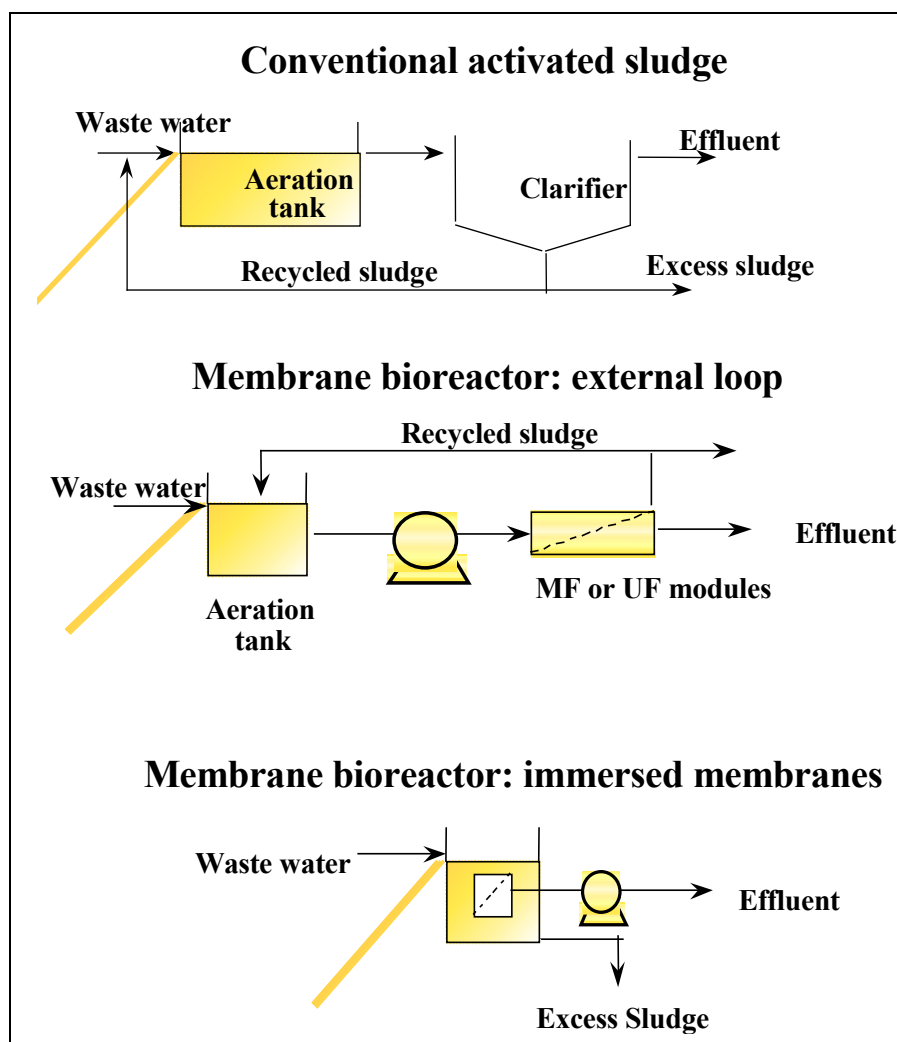 Conventional activated sludge
Waste water
Effluent
Aeration
tank
Clarifier
Recycled sludge
Excess sludge
Membrane bioreactor: external loop
Recycled sludge
Waste water
Effluent
MF or UF modules
Aeration
tank
Membrane bioreactor: immersed membranes
Waste water
Effluent
Excess Sludge